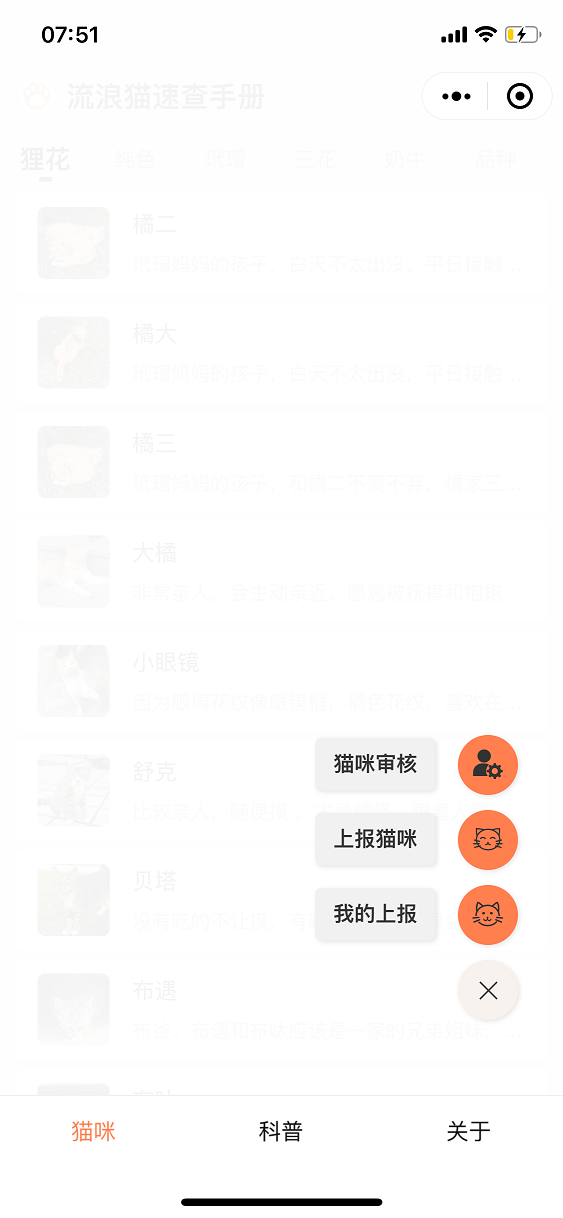 07:51
流浪猫速查手册
狸花 纯色 玳瑁 三花 奶牛 品种
橘二
玳瑁妈妈的孩子，白天不太出没，平日接触...
橘大
玳瑁妈妈的孩子，白天不太出没，平日接触...
橘三
玳瑁妈妈的孩子，和橘二不离不弃，橘家三...
大橘
非常亲人，会主动亲近，愿意被抚摸和抱抱
小眼镜
因为眼周花纹像眼镜框，橘色花纹，喜欢在...
舒克
比较亲人，随便摸，
猫咪审核
贝塔
没有吃的不让摸，有
上报猫咪
我的上报
布遇
布谷、布遇和布昧应该是一家的兄弟姐妹，...
猫咪 科普 关于